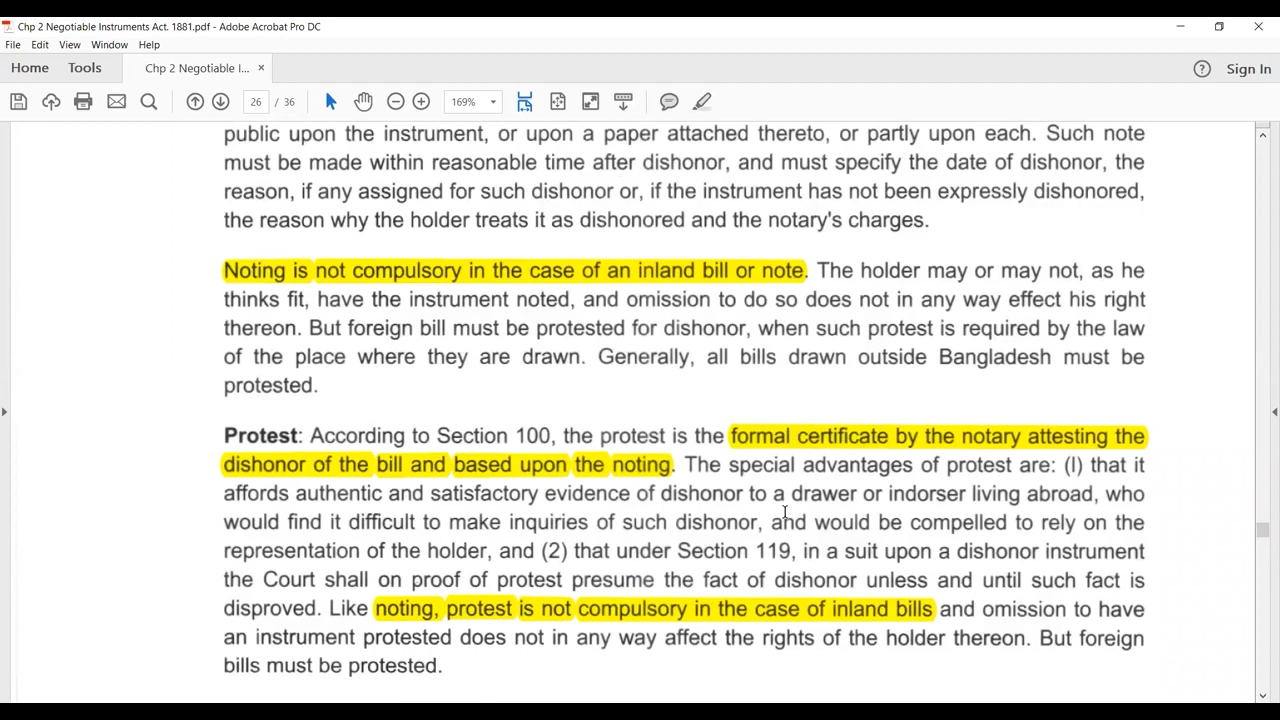 Chp 2 Negotiable Instruments Act. 1881.pdf - Adobe Acrobat Pro DC
File Edit View Window Help
Home Tools Chp 2 Negotiable I... × Sign In
26 / 36 169%
public upon the instrument, or upon a paper attached thereto, or partly upon each. Such note
must be made within reasonable time after dishonor, and must specify the date of dishonor, the
reason, if any assigned for such dishonor or, if the instrument has not been expressly dishonored,
the reason why the holder treats it as dishonored and the notary's charges.
Noting is not compulsory in the case of an inland bill or note. The holder may or may not, as he
thinks fit, have the instrument noted, and omission to do so does not in any way effect his right
thereon. But foreign bill must be protested for dishonor, when such protest is required by the law
of the place where they are drawn. Generally, all bills drawn outside Bangladesh must be
protested.
Protest: According to Section 100, the protest is the formal certificate by the notary attesting the
dishonor of the bill and based upon the noting. The special advantages of protest are: (I) that it
affords authentic and satisfactory evidence of dishonor to a drawer or indorser living abroad, who
would find it difficult to make inquiries of such dishonor, and would be compelled to rely on the
representation of the holder, and (2) that under Section 119, in a suit upon a dishonor instrument
the Court shall on proof of protest presume the fact of dishonor unless and until such fact is
disproved. Like noting, protest is not compulsory in the case of inland bills and omission to have
an instrument protested does not in any way affect the rights of the holder thereon. But foreign
bills must be protested.